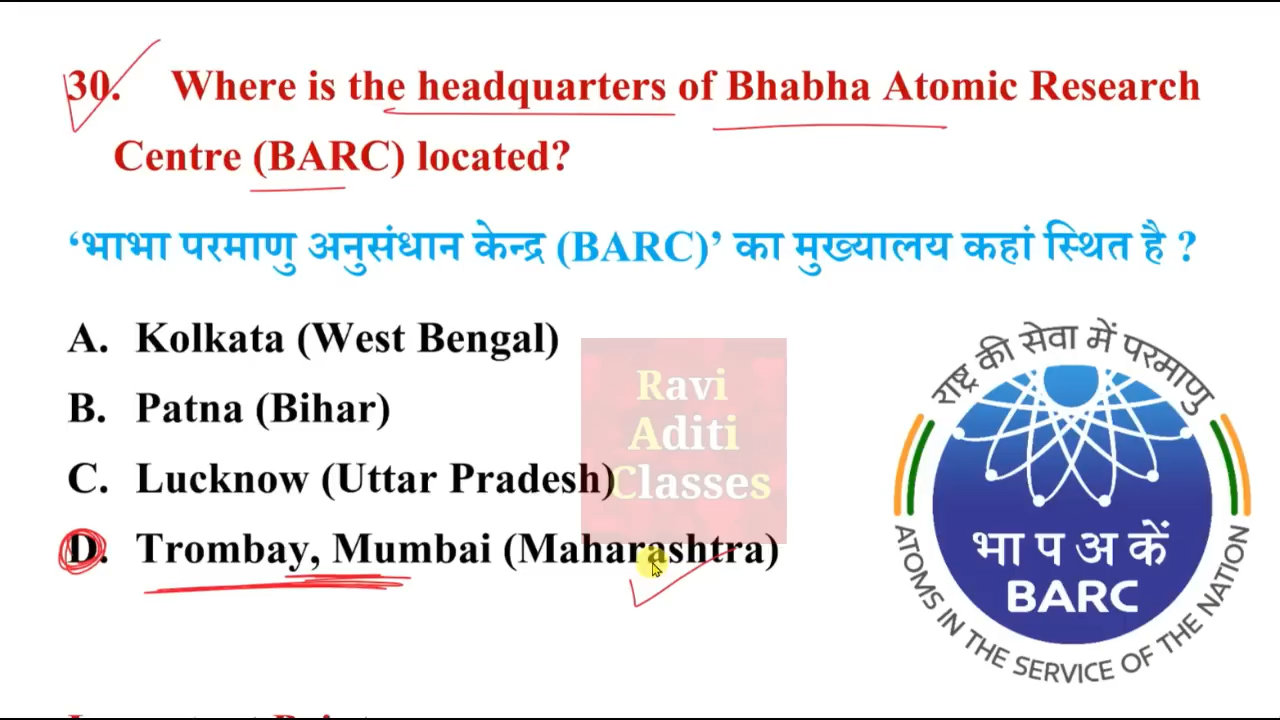 30. Where is the headquarters of Bhabha Atomic Research
Centre (BARC) located?
‘भाभा परमाणु अनुसंधान केन्द्र (BARC)’ का मुख्यालय कहां स्थित है ?
A. Kolkata (West Bengal)
B. Patna (Bihar)
C. Lucknow (Uttar Pradesh)
D. Trombay, Mumbai (Maharashtra)
Ravi
Aditi
Classes
राष्ट्र की सेवा में परमाणु
भा प अ कें
BARC
ATOMS IN THE SERVICE OF THE NATION